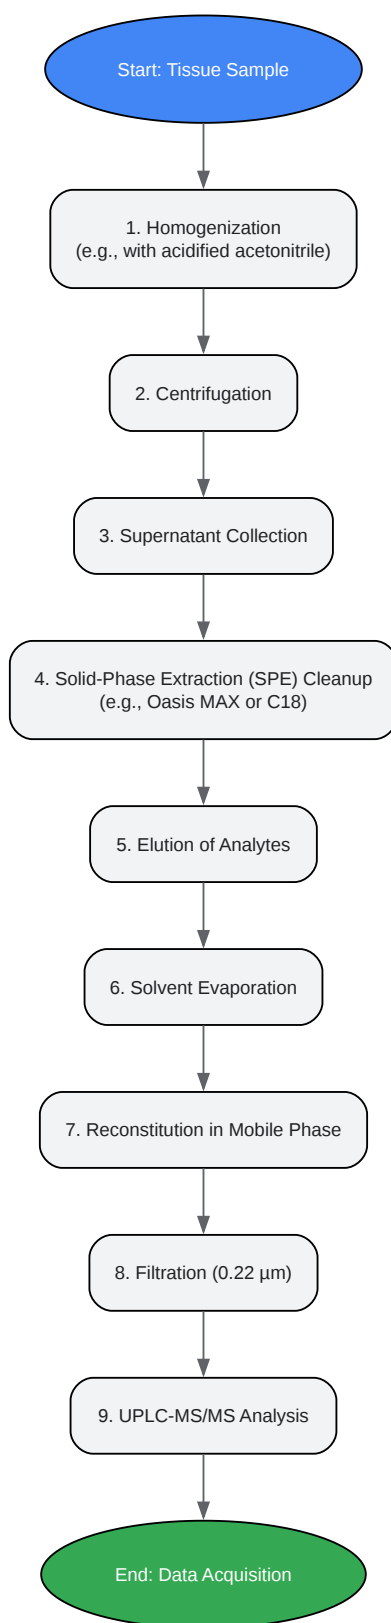 Start: Tissue Sample
1. Homogenization
(e.g., with acidified acetonitrile)
2. Centrifugation
3. Supernatant Collection
4. Solid-Phase Extraction (SPE) Cleanup
(e.g., Oasis MAX or C18)
5. Elution of Analytes
6. Solvent Evaporation
7. Reconstitution in Mobile Phase
8. Filtration (0.22 µm)
9. UPLC-MS/MS Analysis
End: Data Acquisition